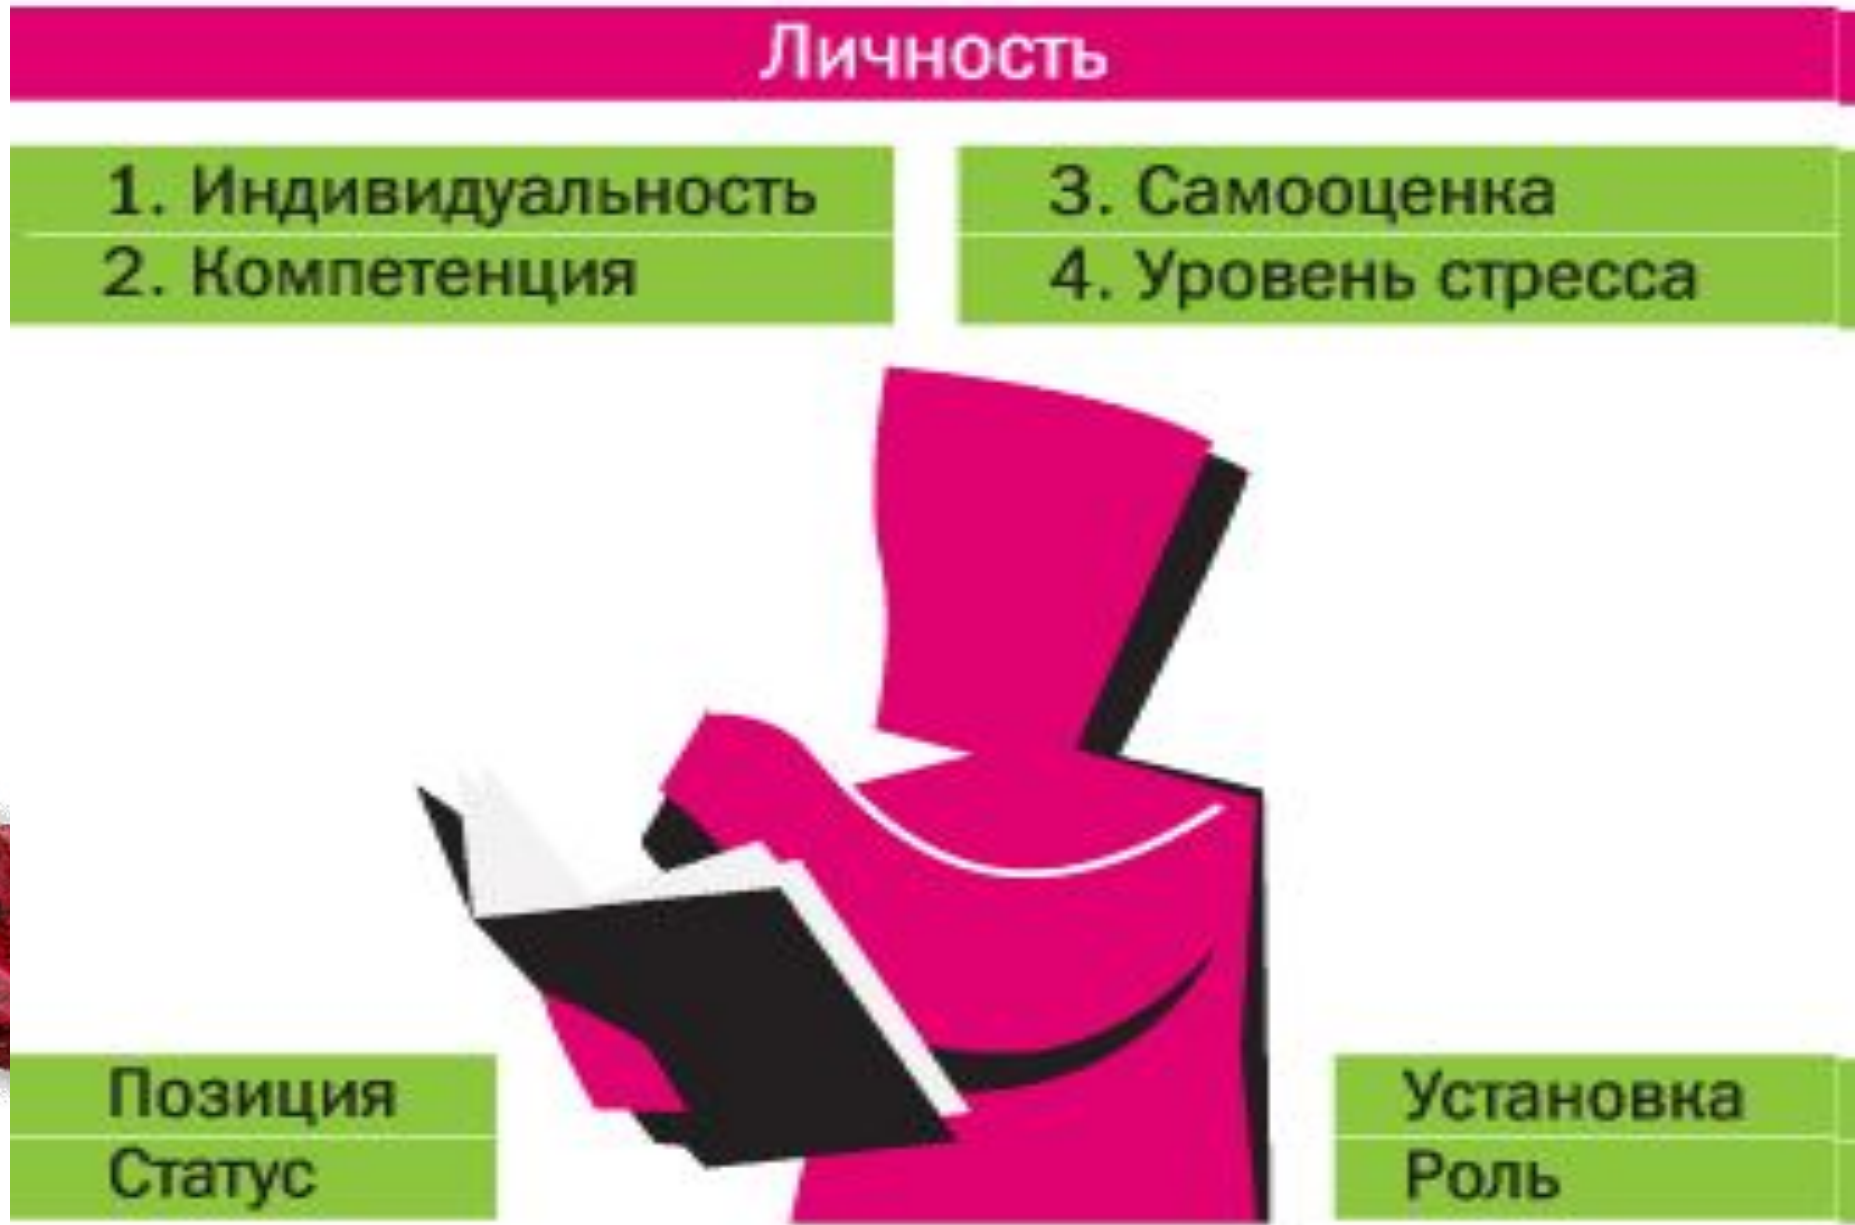 Личность
1. Индивидуальность
2. Компетенция
3. Самооценка
4. Уровень стресса
Позиция
Статус
Установка
Роль